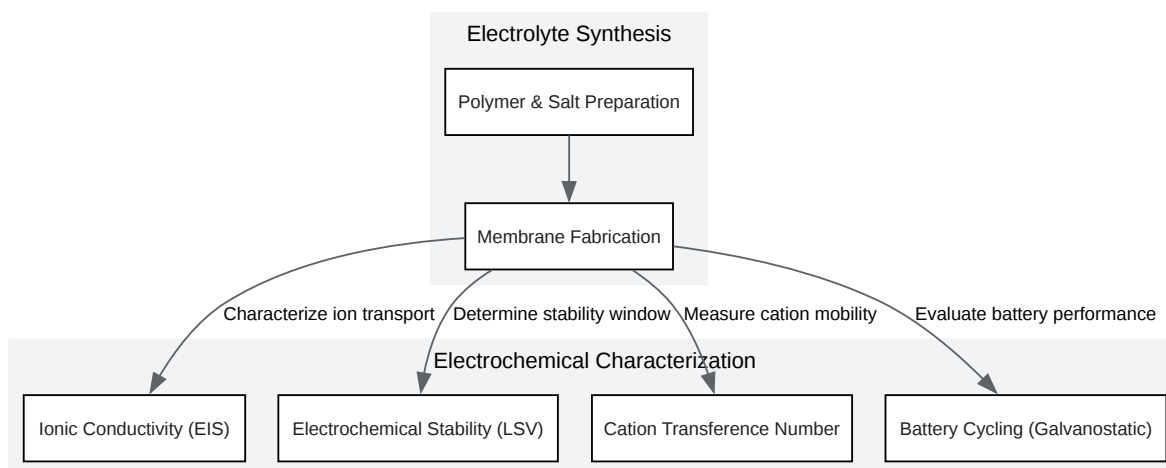 Electrolyte Synthesis
Polymer & Salt Preparation
Membrane Fabrication
Characterize ion transport
Determine stability window
Measure cation mobility
Evaluate battery performance
Electrochemical Characterization
Ionic Conductivity (EIS)
Electrochemical Stability (LSV)
Cation Transference Number
Battery Cycling (Galvanostatic)